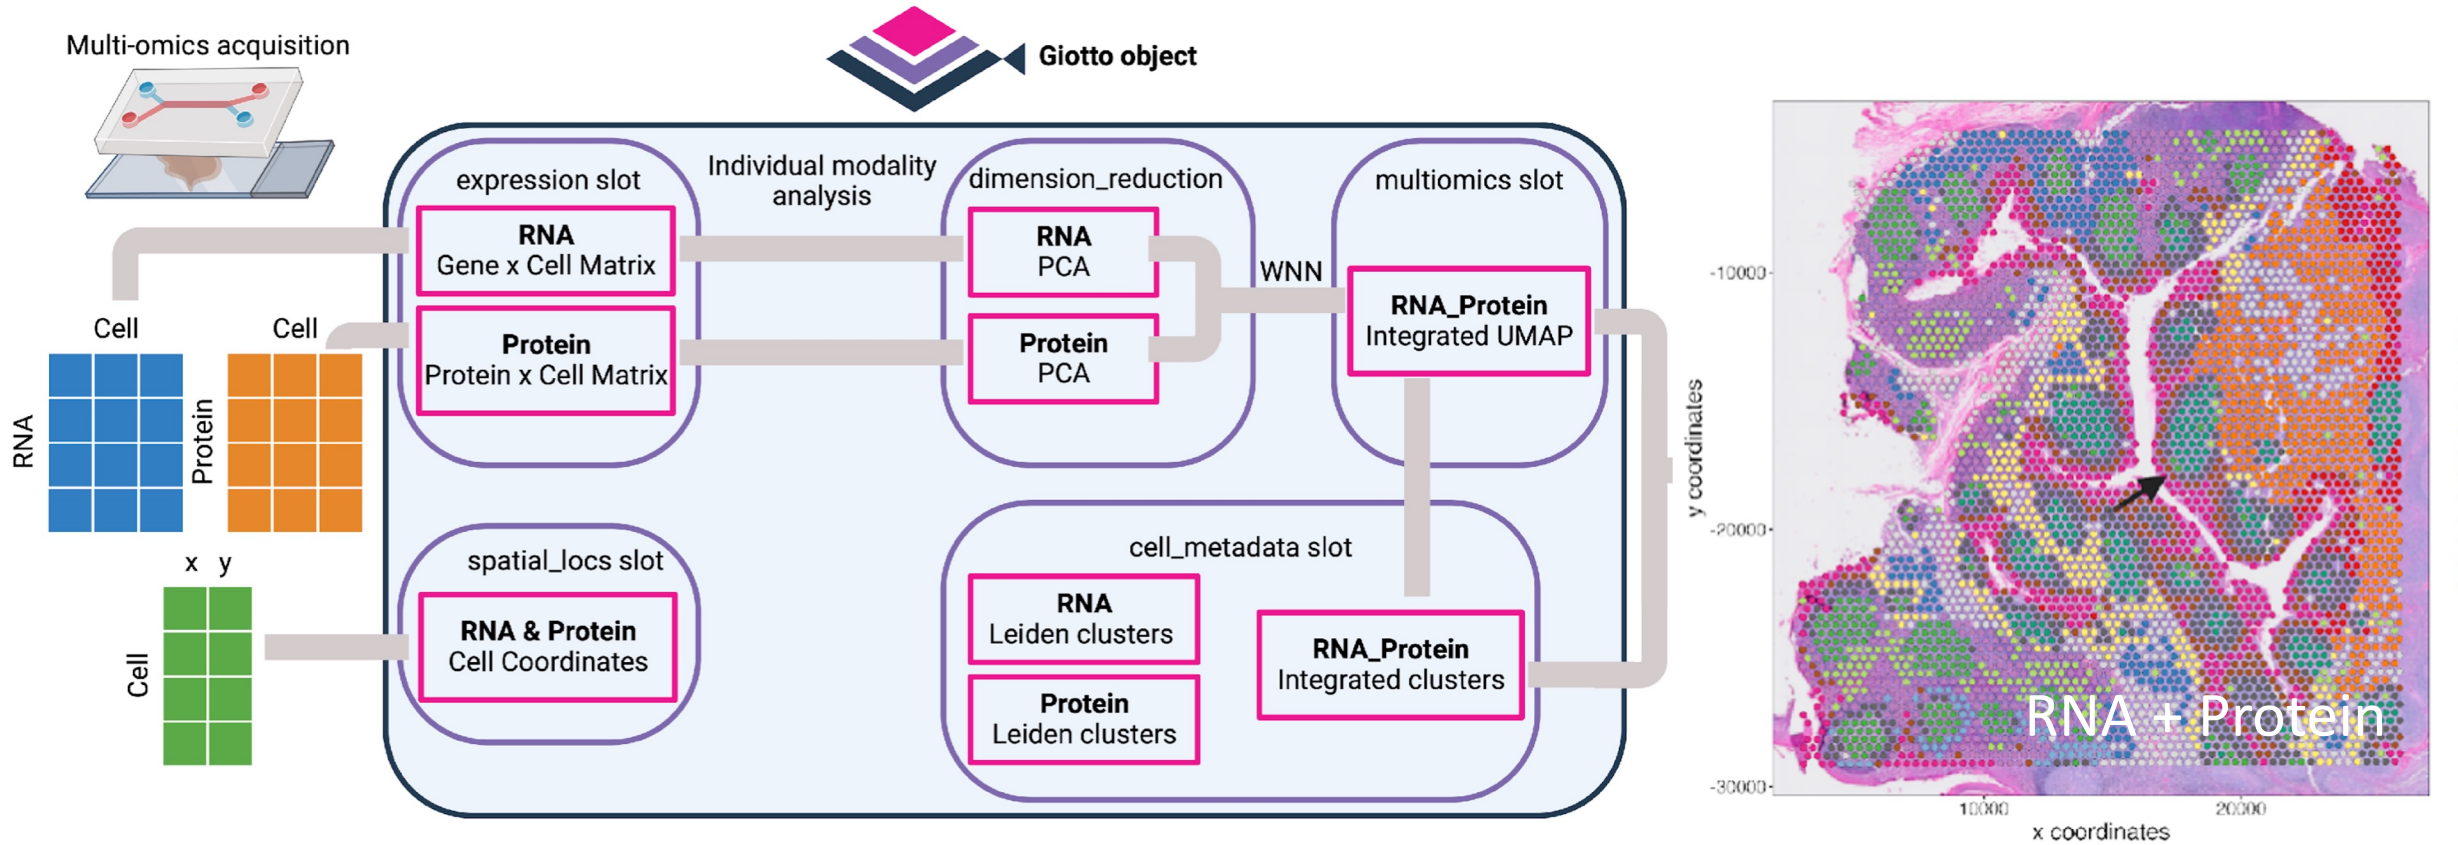 Multi-omics acquisition
Giotto object
expression slot
Individual modality
analysis
dimension_reduction
multiomics slot
RNA
Gene x Cell Matrix
RNA
PCA
WNN
Protein
Protein x Cell Matrix
Protein
PCA
RNA_Protein
Integrated UMAP
Cell
Cell
RNA
Protein
x y
Cell
spatial_locs slot
RNA & Protein
Cell Coordinates
cell_metadata slot
RNA
Leiden clusters
Protein
Leiden clusters
RNA_Protein
Integrated clusters
y coordinates
-10000
-20000
-30000
RNA + Protein
10000
20000
x coordinates